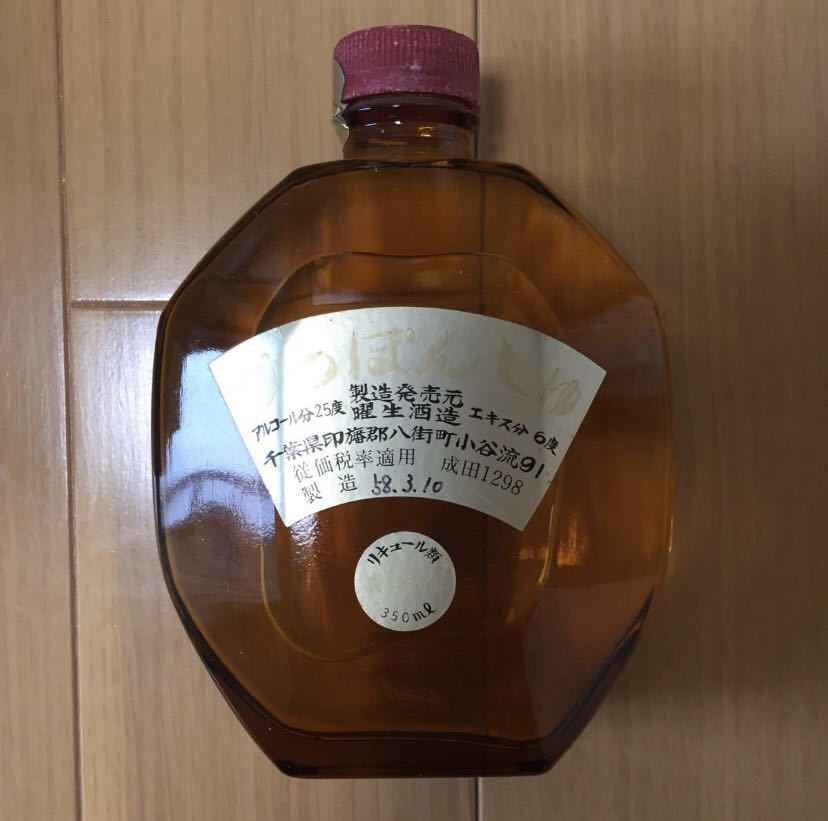 すっぽんしゅ
製造発売元
アルコール分25度 曜生酒造 エキス分6度
千葉県印旛郡八街町小谷流91
従価税率適用 成田1298
製造 58.3.10
リキュール類
350ml